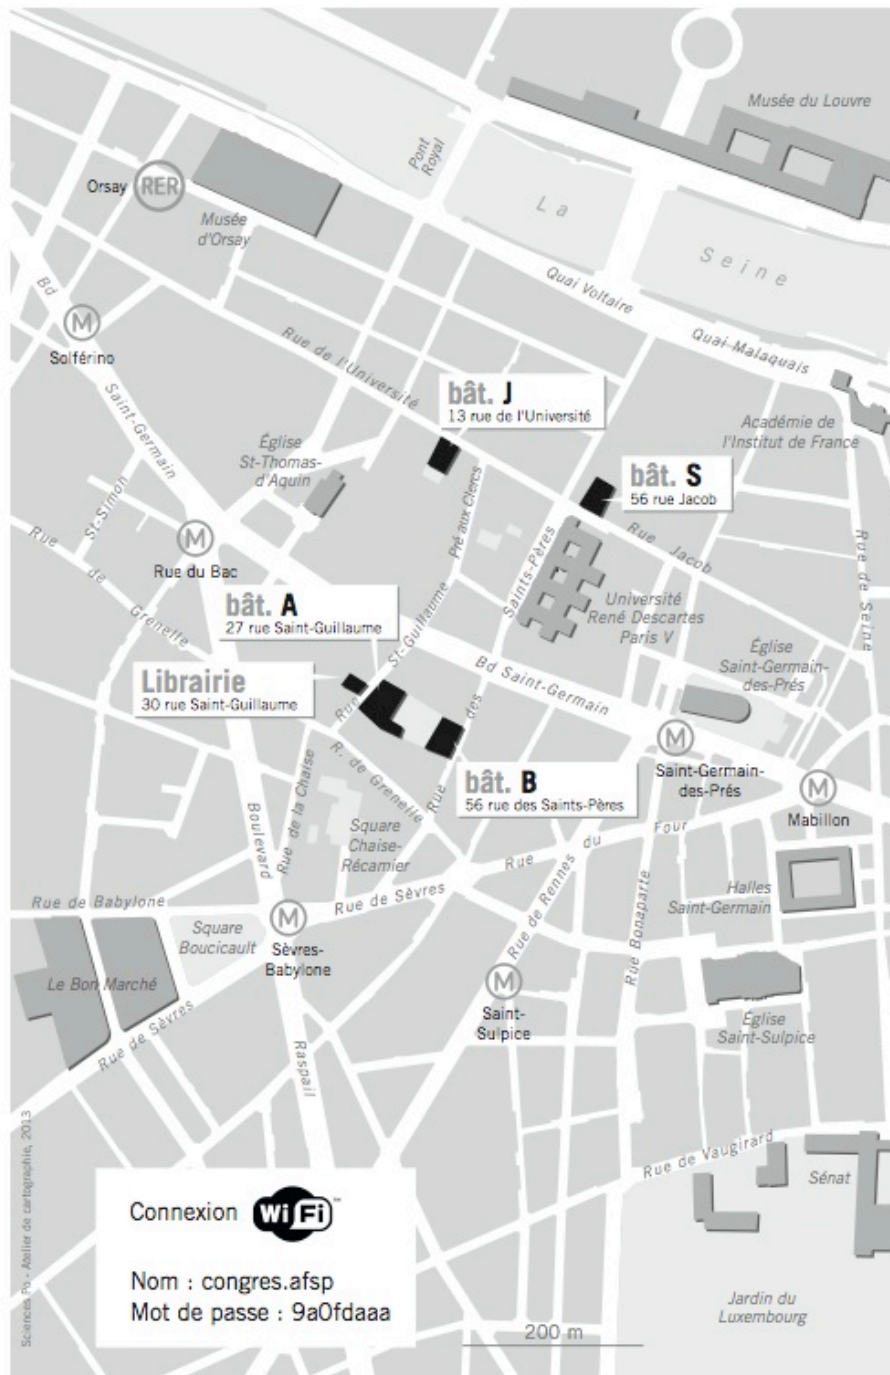 Musée du Louvre
Pont
Royal
Orsay
RER
Musée
d'Orsay
La
Seine
Quai Voltaire
Quai Malaquais
Bd
M
Solférino
Saint-Germain
Rue de l'Université
bât. J
13 rue de l'Université
Académie de
l'Institut de France
Église
St-Thomas-
d'Aquin
bât. S
56 rue Jacob
St-Simon
Pré aux Clercs
Rue Jacob
Rue de Seine
M
Rue du Bac
Rue de Grenelle
Saints-Pères
Université
René Descartes
Paris V
bât. A
27 rue Saint-Guillaume
St-Guillaume
Église
Saint-Germain-
des-Prés
Librairie
30 rue Saint-Guillaume
Rue
Bd Saint-Germain
des
M
Saint-Germain-
des-Prés
R. de Grenelle
Rue
bât. B
56 rue des Saints-Pères
M
Mabillon
Boulevard
Rue de la Chaise
Square
Chaise-
Récamier
Rue du Four
Rue de Babylone
Rue de Sèvres
Rue de Rennes
Rue Bonaparte
Halles
Saint-Germain
Square
Boucicault
M
Sèvres-
Babylone
Le Bon Marché
Rue de Sèvres
M
Saint-
Sulpice
Église
Saint-Sulpice
Raspail
Rue de Vaugirard
Sénat
Jardin du
Luxembourg
Connexion WiFi™
Nom : congres.afsp
Mot de passe : 9a0fdaaa
200 m
Sciences Po - Atelier de cartographie, 2013